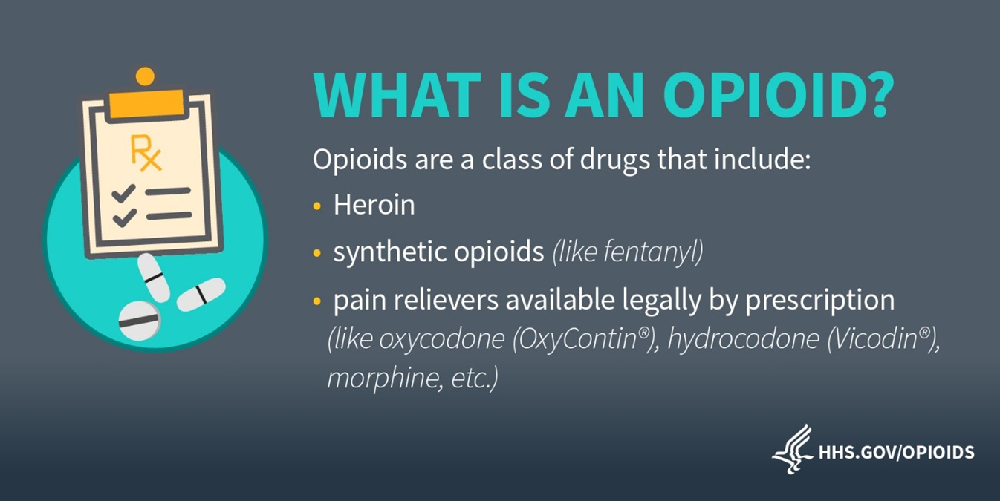 Rx
WHAT IS AN OPIOID?
Opioids are a class of drugs that include:
• Heroin
• synthetic opioids (like fentanyl)
• pain relievers available legally by prescription
(like oxycodone (OxyContin®), hydrocodone (Vicodin®),
morphine, etc.)
HHS.GOV/OPIOIDS